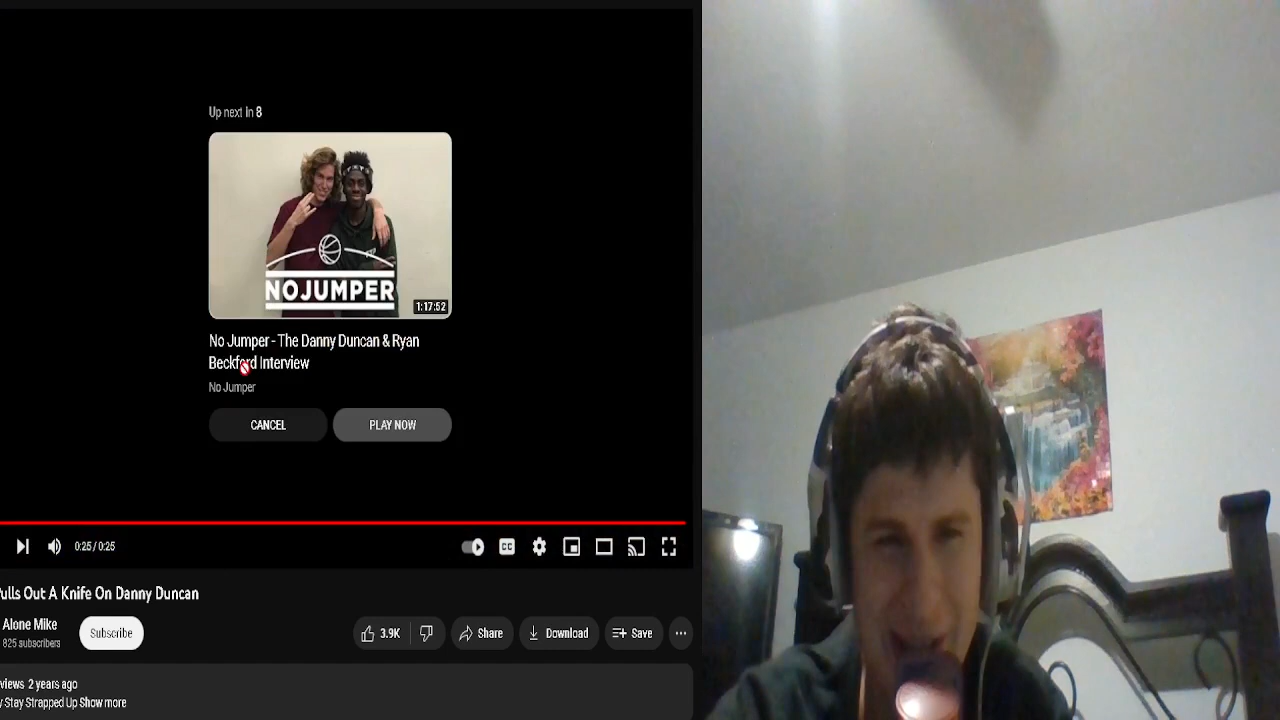 Up next in 8
FTP
NOJUMPER
1:17:52
No Jumper - The Danny Duncan & Ryan
Beckford Interview
No Jumper
CANCEL
PLAY NOW
0:25 / 0:25
CC
ulls Out A Knife On Danny Duncan
Alone Mike
825 subscribers
Subscribe
3.9K
Share
Download
Save
views 2 years ago
y Stay Strapped Up Show more